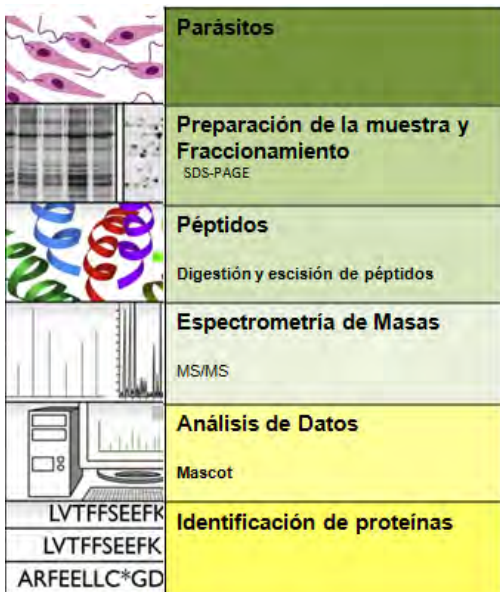 Parásitos
Preparación de la muestra y
Fraccionamiento
SDS-PAGE
Péptidos
Digestión y escisión de péptidos
Espectrometría de Masas
MS/MS
Análisis de Datos
Mascot
LVTFFSEEFK
LVTFFSEEFK
ARFEELLC*GD
Identificación de proteínas